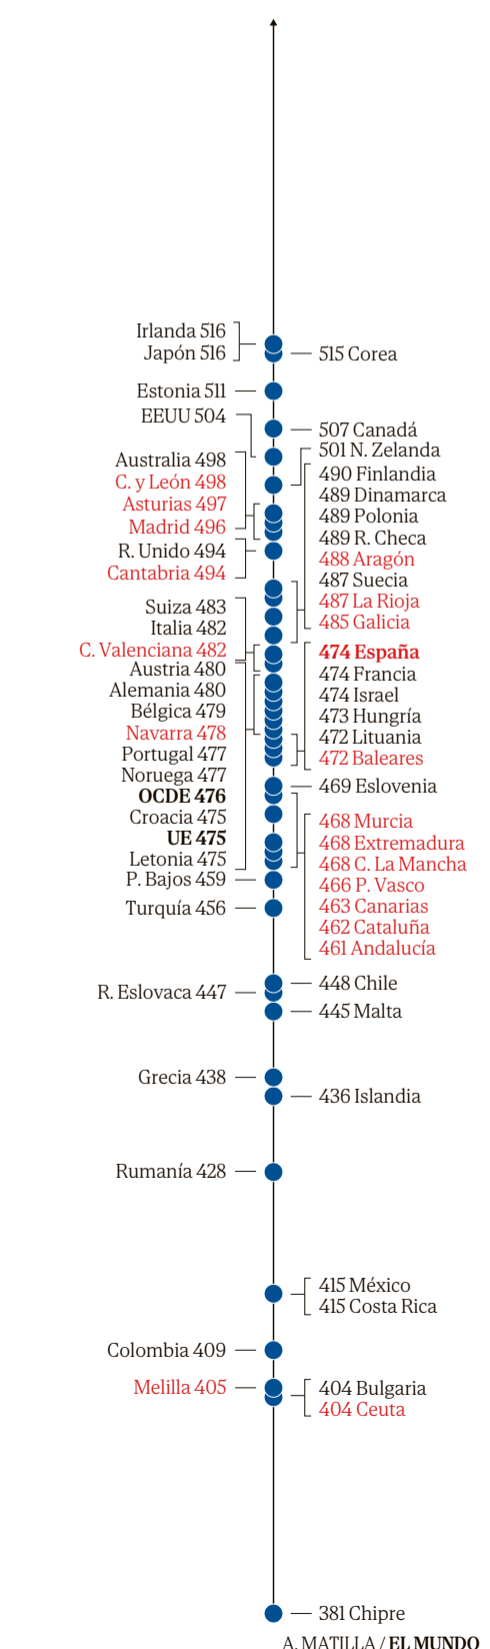 Irlanda 516
Japón 516
515 Corea
Estonia 511
EEUU 504
507 Canadá
501 N. Zelanda
Australia 498
C. y León 498
Asturias 497
Madrid 496
R. Unido 494
Cantabria 494
490 Finlandia
489 Dinamarca
489 Polonia
489 R. Checa
488 Aragón
487 Suecia
487 La Rioja
485 Galicia
Suiza 483
Italia 482
C. Valenciana 482
Austria 480
Alemania 480
Bélgica 479
Navarra 478
Portugal 477
Noruega 477
OCDE 476
Croacia 475
UE 475
Letonia 475
474 España
474 Francia
474 Israel
473 Hungría
472 Lituania
472 Baleares
469 Eslovenia
468 Murcia
468 Extremadura
468 C. La Mancha
466 P. Vasco
463 Canarias
462 Cataluña
461 Andalucía
P. Bajos 459
Turquía 456
448 Chile
R. Eslovaca 447
445 Malta
Grecia 438
436 Islandia
Rumanía 428
415 México
415 Costa Rica
Colombia 409
Melilla 405
404 Bulgaria
404 Ceuta
381 Chipre
A. MATILLA / EL MUNDO